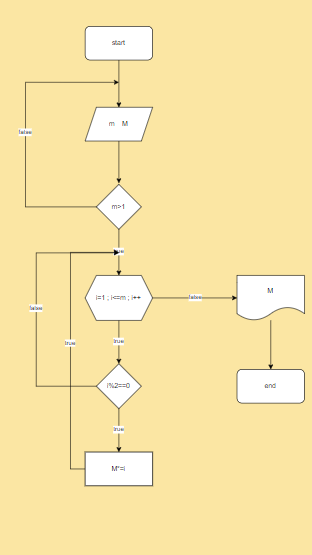 start
m    M
false
m>1
true
i=1 ; i<=m ; i++
false
M
false
true
true
i%2==0
end
true
M*=i